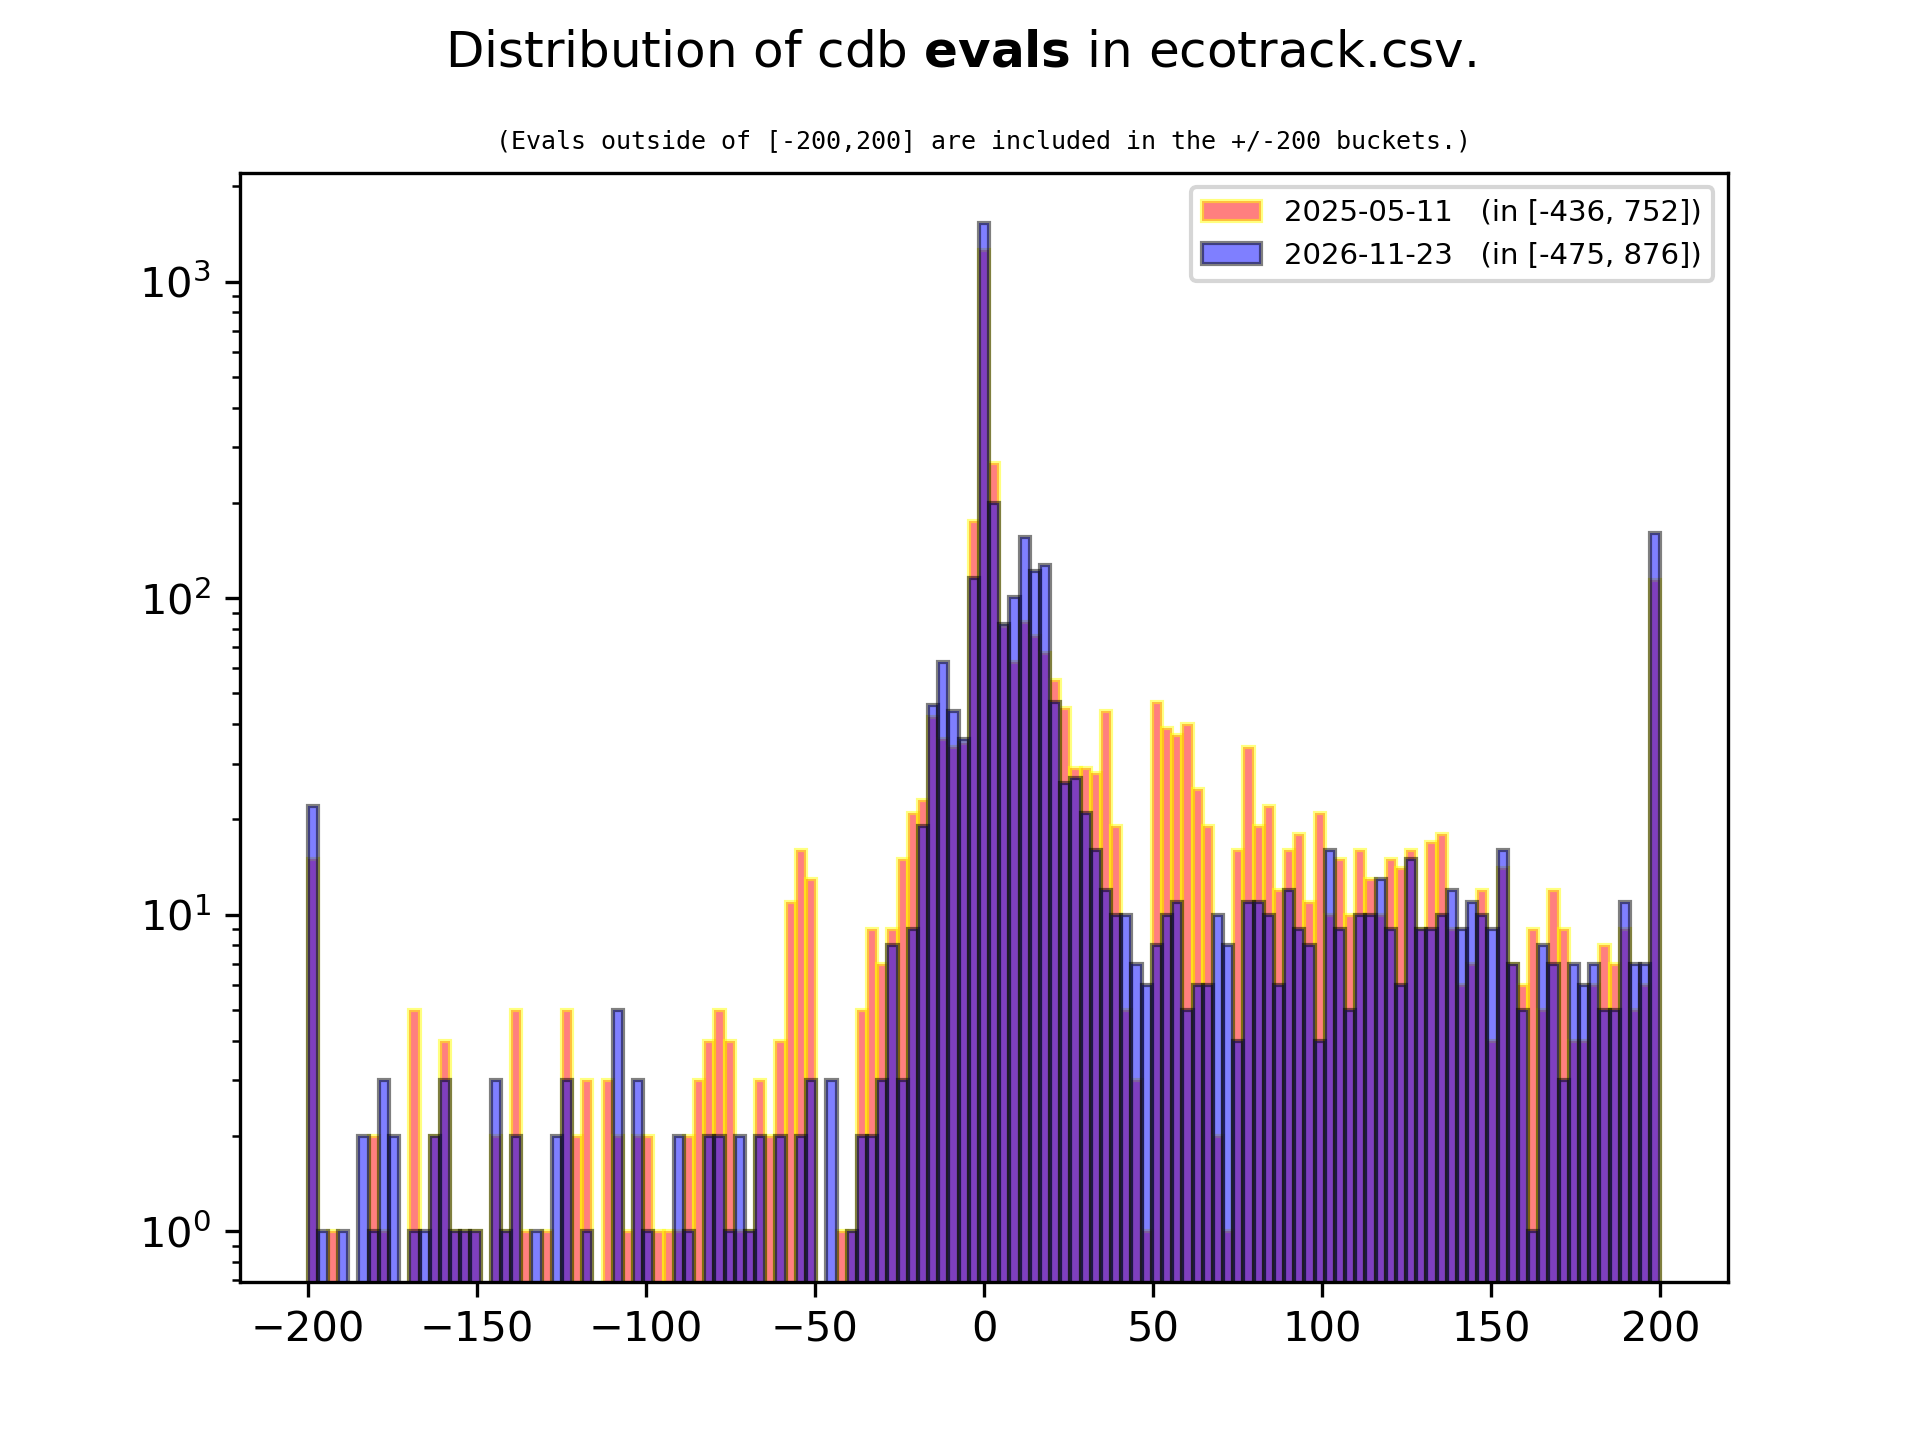 Distribution of cdb evals in ecotrack.csv.
(Evals outside of [-200,200] are included in the +/-200 buckets.)
2025-05-11 (in [-436, 752])
2026-11-23 (in [-475, 876])
10³
10²
10¹
10⁰
−200 −150 −100 −50 0 50 100 150 200